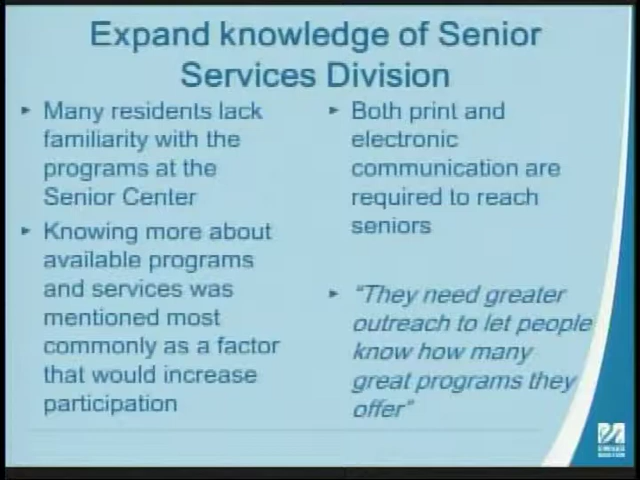 Expand knowledge of Senior
Services Division
Many residents lack
familiarity with the
programs at the
Senior Center
Knowing more about
available programs
and services was
mentioned most
commonly as a factor
that would increase
participation
Both print and
electronic
communication are
required to reach
seniors
“They need greater
outreach to let people
know how many
great programs they
offer”